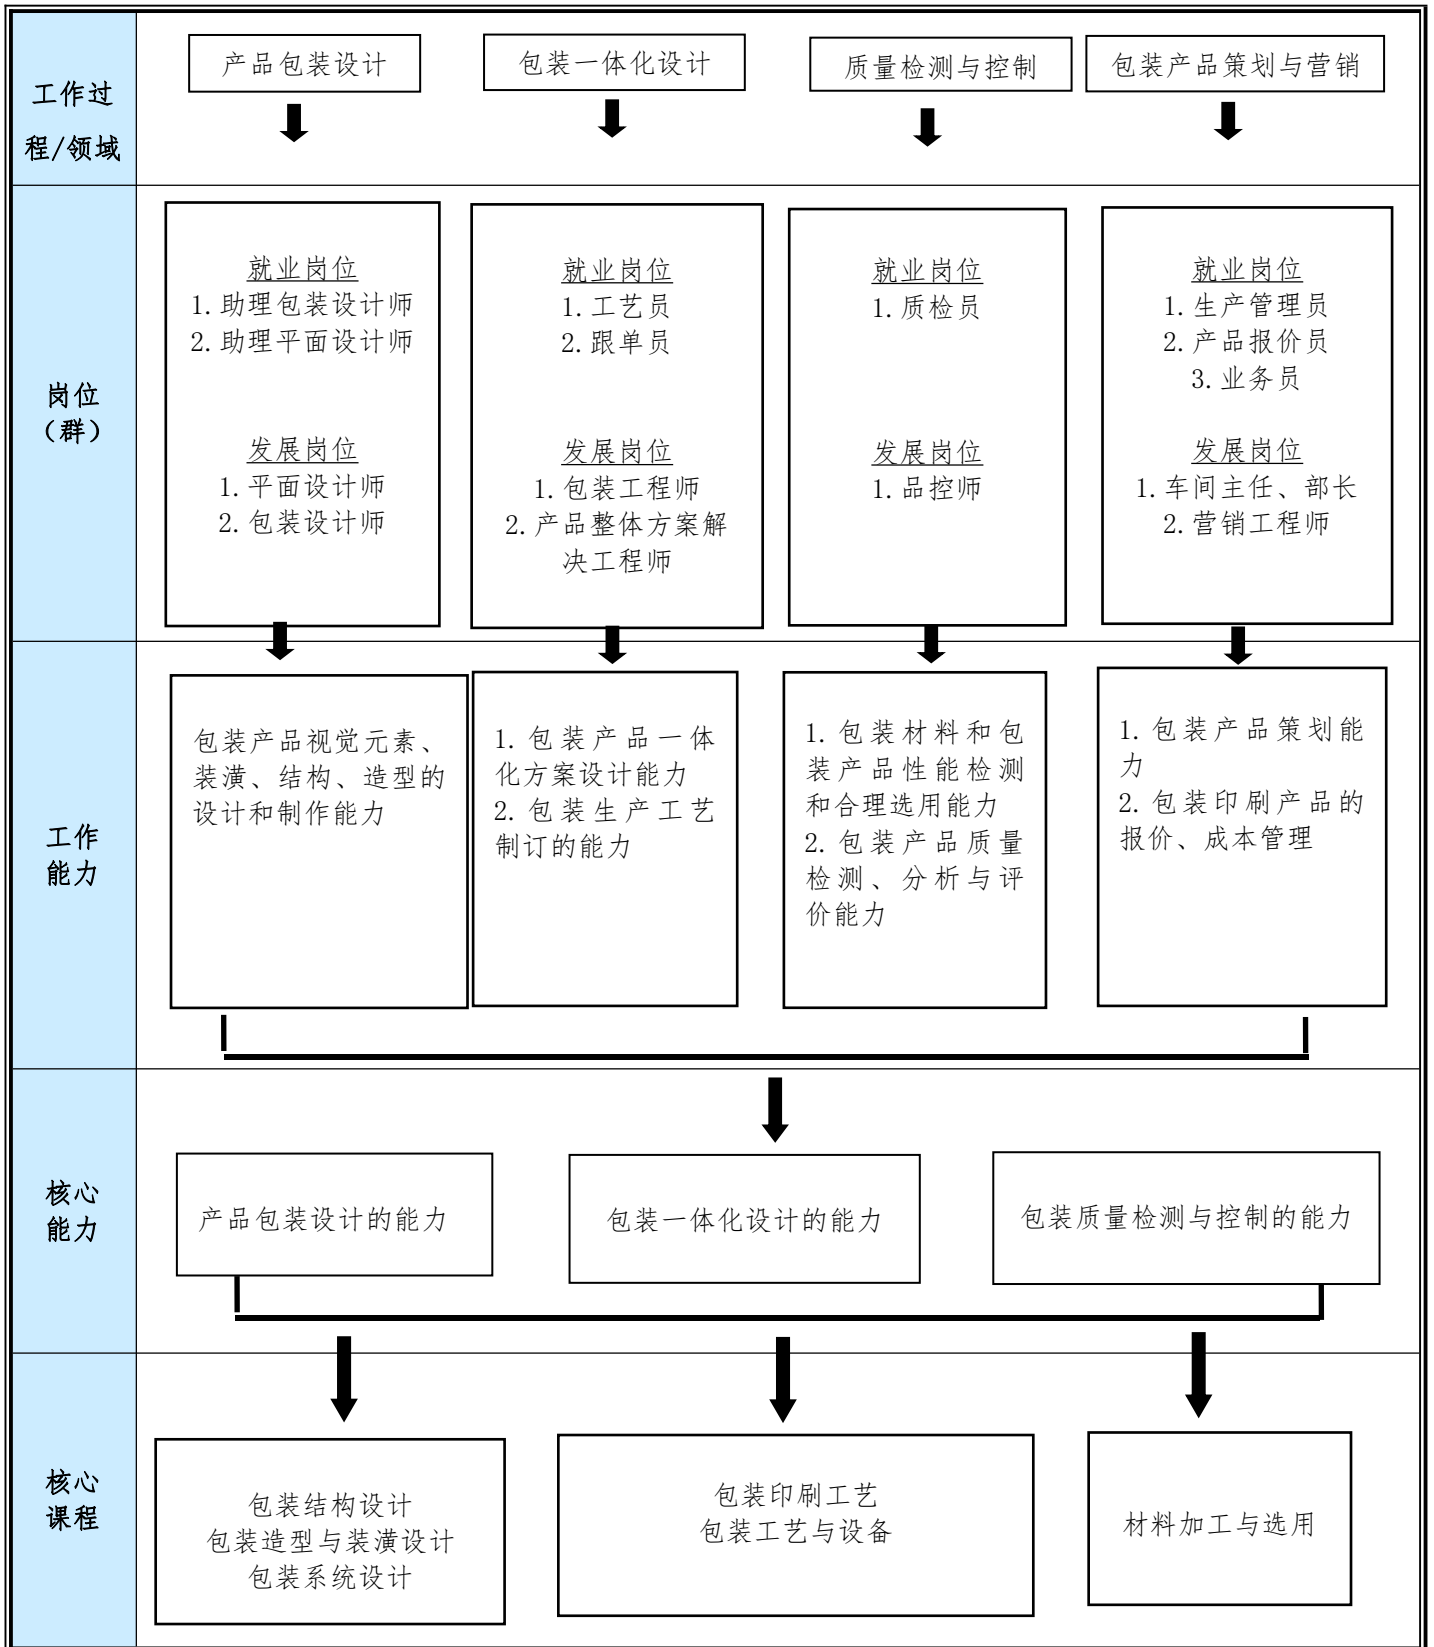 工作过
程/领域
产品包装设计
包装一体化设计
质量检测与控制
包装产品策划与营销
岗位
（群）
就业岗位
1.助理包装设计师
2.助理平面设计师
发展岗位
1.平面设计师
2.包装设计师
就业岗位
1.工艺员
2.跟单员
发展岗位
1.包装工程师
2.产品整体方案解
决工程师
就业岗位
1.质检员
发展岗位
1.品控师
就业岗位
1.生产管理员
2.产品报价员
3.业务员
发展岗位
1.车间主任、部长
2.营销工程师
工作
能力
包装产品视觉元素、
装潢、结构、造型的
设计和制作能力
1.包装产品一体
化方案设计能力
2.包装生产工艺
制订的能力
1.包装材料和包
装产品性能检测
和合理选用能力
2.包装产品质量
检测、分析与评
价能力
1.包装产品策划能
力
2.包装印刷产品的
报价、成本管理
核心
能力
产品包装设计的能力
包装一体化设计的能力
包装质量检测与控制的能力
核心
课程
包装结构设计
包装造型与装潢设计
包装系统设计
包装印刷工艺
包装工艺与设备
材料加工与选用